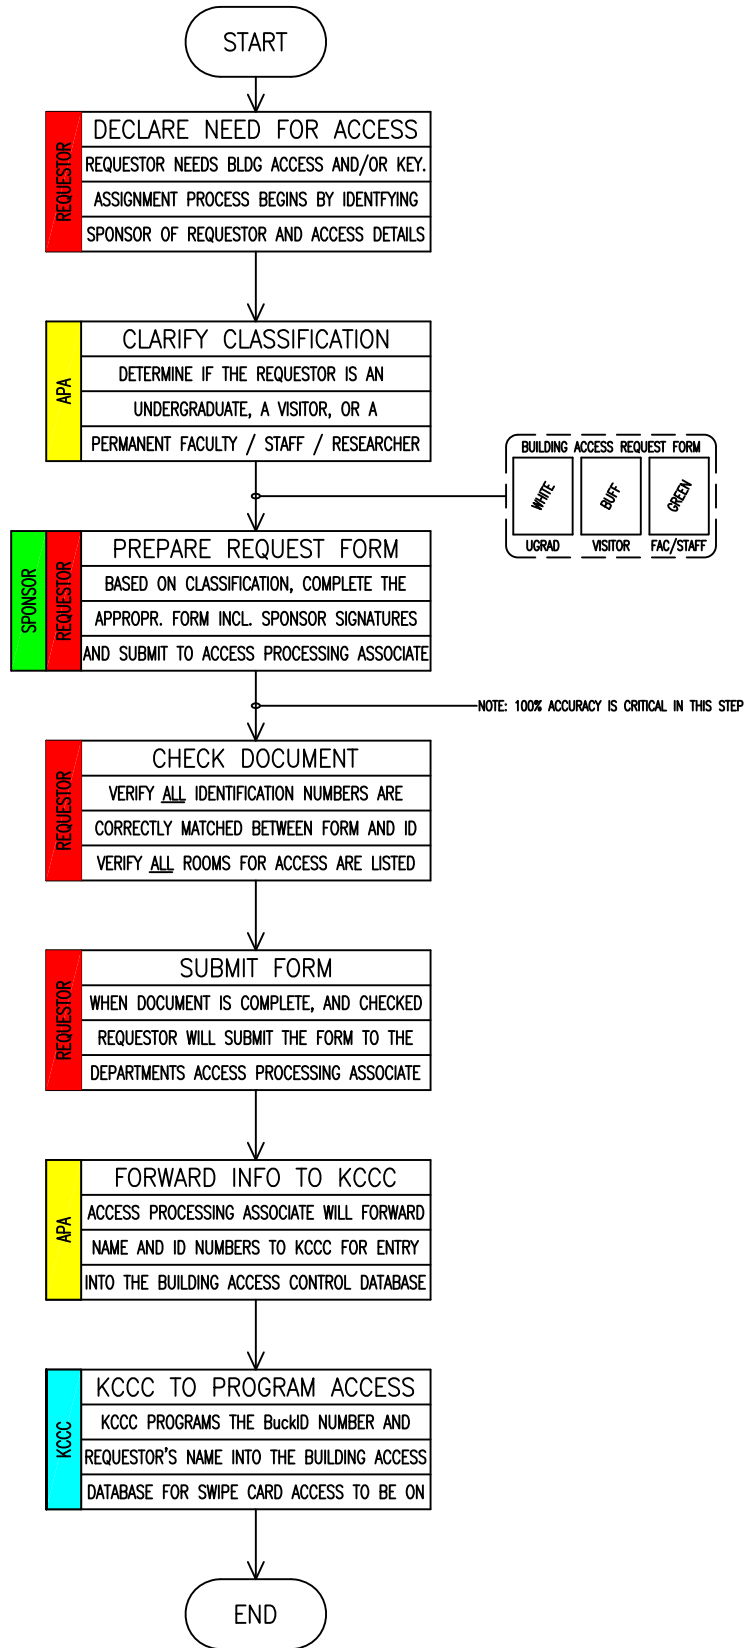 START
REQUESTOR
DECLARE NEED FOR ACCESS
REQUESTOR NEEDS BLDG ACCESS AND/OR KEY.
ASSIGNMENT PROCESS BEGINS BY IDENTFYING
SPONSOR OF REQUESTOR AND ACCESS DETAILS
APA
CLARIFY CLASSIFICATION
DETERMINE IF THE REQUESTOR IS AN
UNDERGRADUATE, A VISITOR, OR A
PERMANENT FACULTY / STAFF / RESEARCHER
BUILDING ACCESS REQUEST FORM
WHITE BUFF GREEN
UGRAD VISITOR FAC/STAFF
SPONSOR
REQUESTOR
PREPARE REQUEST FORM
BASED ON CLASSIFICATION, COMPLETE THE
APPROPR. FORM INCL. SPONSOR SIGNATURES
AND SUBMIT TO ACCESS PROCESSING ASSOCIATE
NOTE: 100% ACCURACY IS CRITICAL IN THIS STEP
REQUESTOR
CHECK DOCUMENT
VERIFY ALL IDENTIFICATION NUMBERS ARE
CORRECTLY MATCHED BETWEEN FORM AND ID
VERIFY ALL ROOMS FOR ACCESS ARE LISTED
REQUESTOR
SUBMIT FORM
WHEN DOCUMENT IS COMPLETE, AND CHECKED
REQUESTOR WILL SUBMIT THE FORM TO THE
DEPARTMENTS ACCESS PROCESSING ASSOCIATE
APA
FORWARD INFO TO KCCC
ACCESS PROCESSING ASSOCIATE WILL FORWARD
NAME AND ID NUMBERS TO KCCC FOR ENTRY
INTO THE BUILDING ACCESS CONTROL DATABASE
KCCC
KCCC TO PROGRAM ACCESS
KCCC PROGRAMS THE BuckID NUMBER AND
REQUESTOR'S NAME INTO THE BUILDING ACCESS
DATABASE FOR SWIPE CARD ACCESS TO BE ON
END